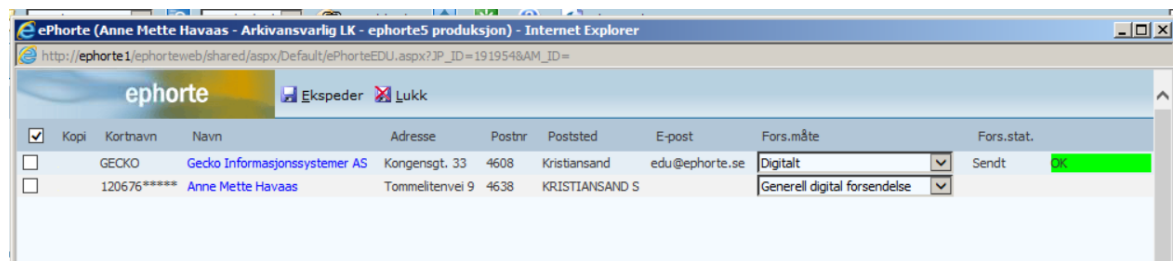 ePhorte (Anne Mette Havaas - Arkivansvarlig LK - ephorte5 produksjon) - Internet Explorer
http://ephorte1/ephorteweb/shared/aspx/Default/ePhorteEDU.aspx?JP_ID=191954&AM_ID=
ephorte Ekspeder Lukk
Kopi Kortnavn Navn Adresse Postnr Poststed E-post Fors.måte Fors.stat.
GECKO Gecko Informasjonssystemer AS Kongensgt. 33 4608 Kristiansand edu@ephorte.se Digitalt Sendt OK
120676***** Anne Mette Havaas Tommelitenvei 9 4638 KRISTIANSAND S Generell digital forsendelse